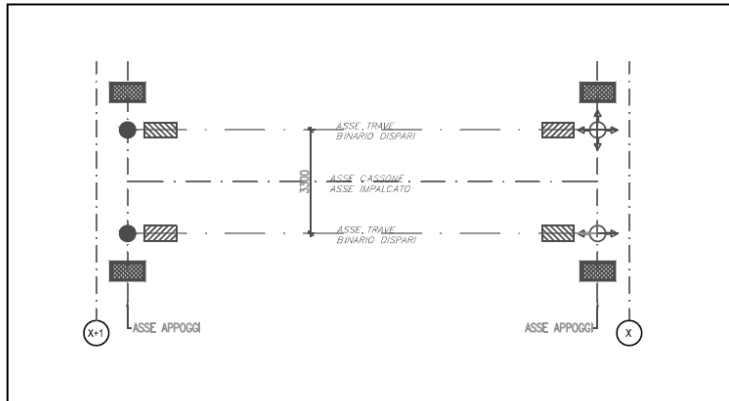 ASSE TRAVE
BINARIO DISPARI
3300
ASSE CASSONE
ASSE IMPALCATO
ASSE TRAVE
BINARIO DISPARI
ASSE APPOGGI
ASSE APPOGGI
X+1
X